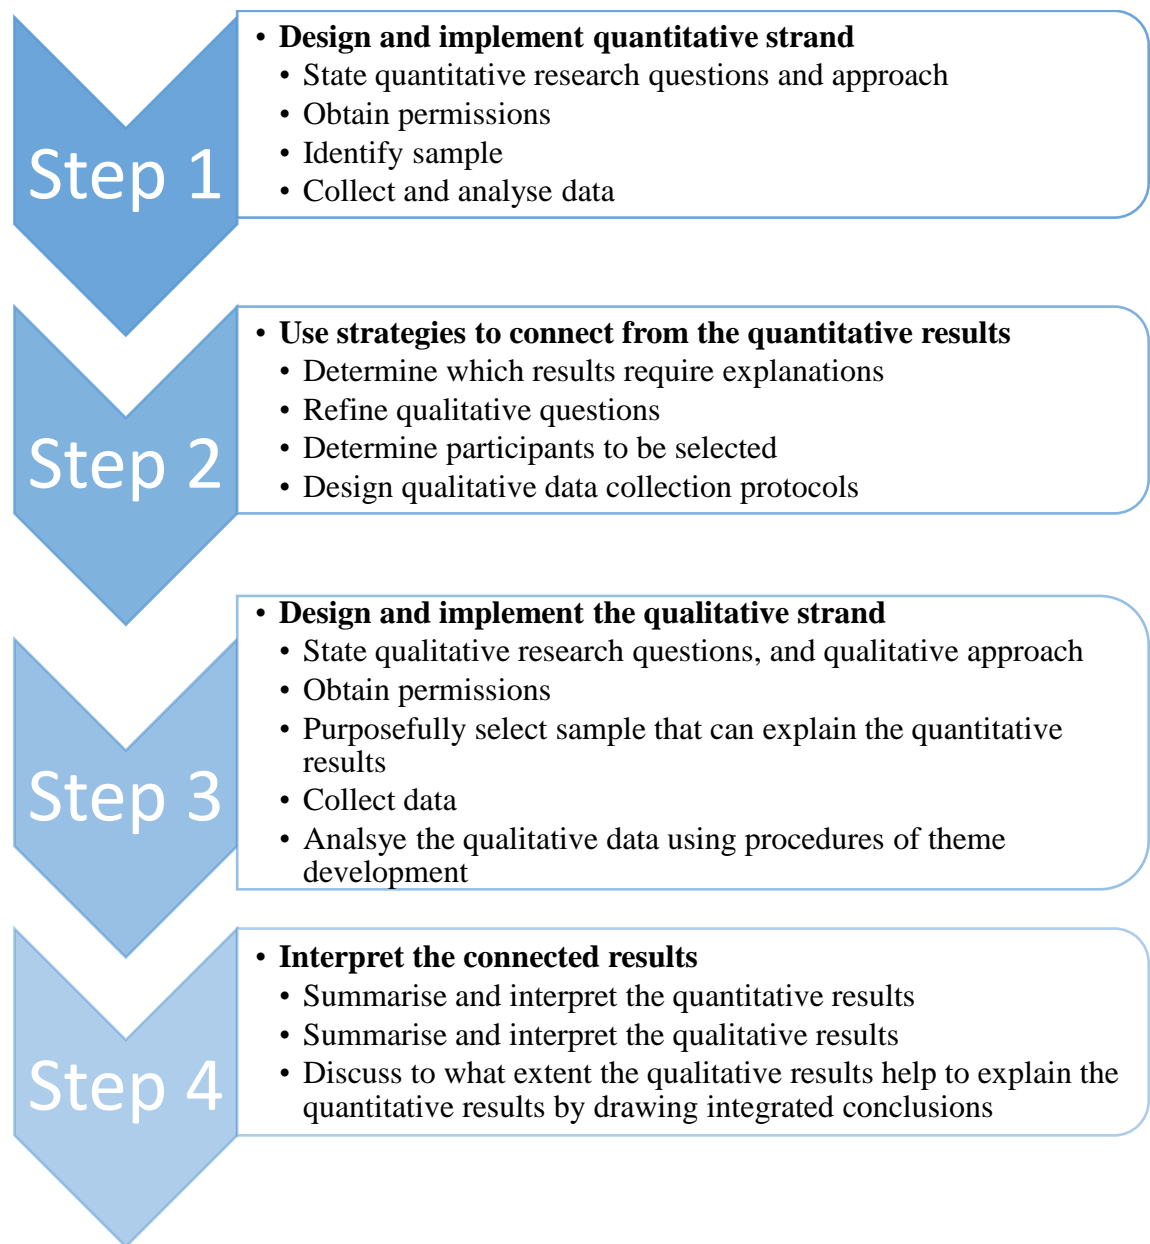 Step 1
• Design and implement quantitative strand
• State quantitative research questions and approach
• Obtain permissions
• Identify sample
• Collect and analyse data
Step 2
• Use strategies to connect from the quantitative results
• Determine which results require explanations
• Refine qualitative questions
• Determine participants to be selected
• Design qualitative data collection protocols
Step 3
• Design and implement the qualitative strand
• State qualitative research questions, and qualitative approach
• Obtain permissions
• Purposefully select sample that can explain the quantitative
results
• Collect data
• Analsye the qualitative data using procedures of theme
development
Step 4
• Interpret the connected results
• Summarise and interpret the quantitative results
• Summarise and interpret the qualitative results
• Discuss to what extent the qualitative results help to explain the
quantitative results by drawing integrated conclusions